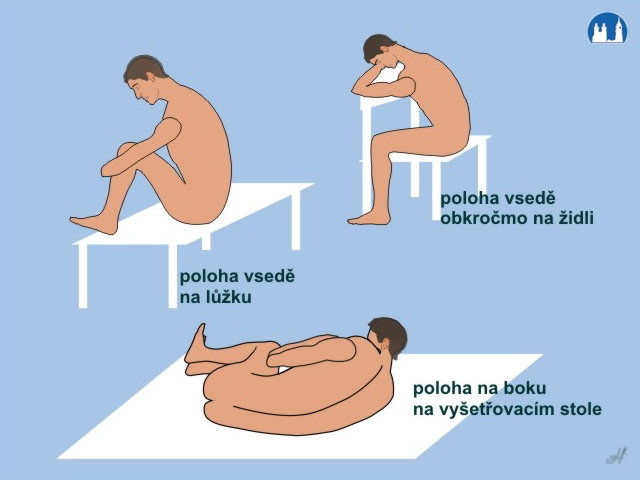 poloha vsedě
obkročmo na židli
poloha vsedě
na lůžku
poloha na boku
na vyšetřovacím stole